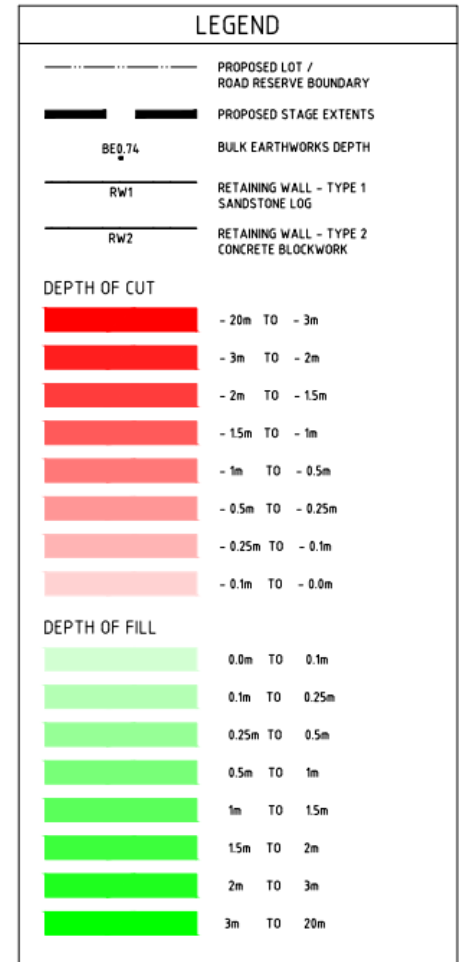 LEGEND
PROPOSED LOT /
ROAD RESERVE BOUNDARY
PROPOSED STAGE EXTENTS
BE0.74 BULK EARTHWORKS DEPTH
RW1 RETAINING WALL - TYPE 1
SANDSTONE LOG
RW2 RETAINING WALL - TYPE 2
CONCRETE BLOCKWORK
DEPTH OF CUT
- 20m TO - 3m
- 3m TO - 2m
- 2m TO - 1.5m
- 1.5m TO - 1m
- 1m TO - 0.5m
- 0.5m TO - 0.25m
- 0.25m TO - 0.1m
- 0.1m TO - 0.0m
DEPTH OF FILL
0.0m TO 0.1m
0.1m TO 0.25m
0.25m TO 0.5m
0.5m TO 1m
1m TO 1.5m
1.5m TO 2m
2m TO 3m
3m TO 20m